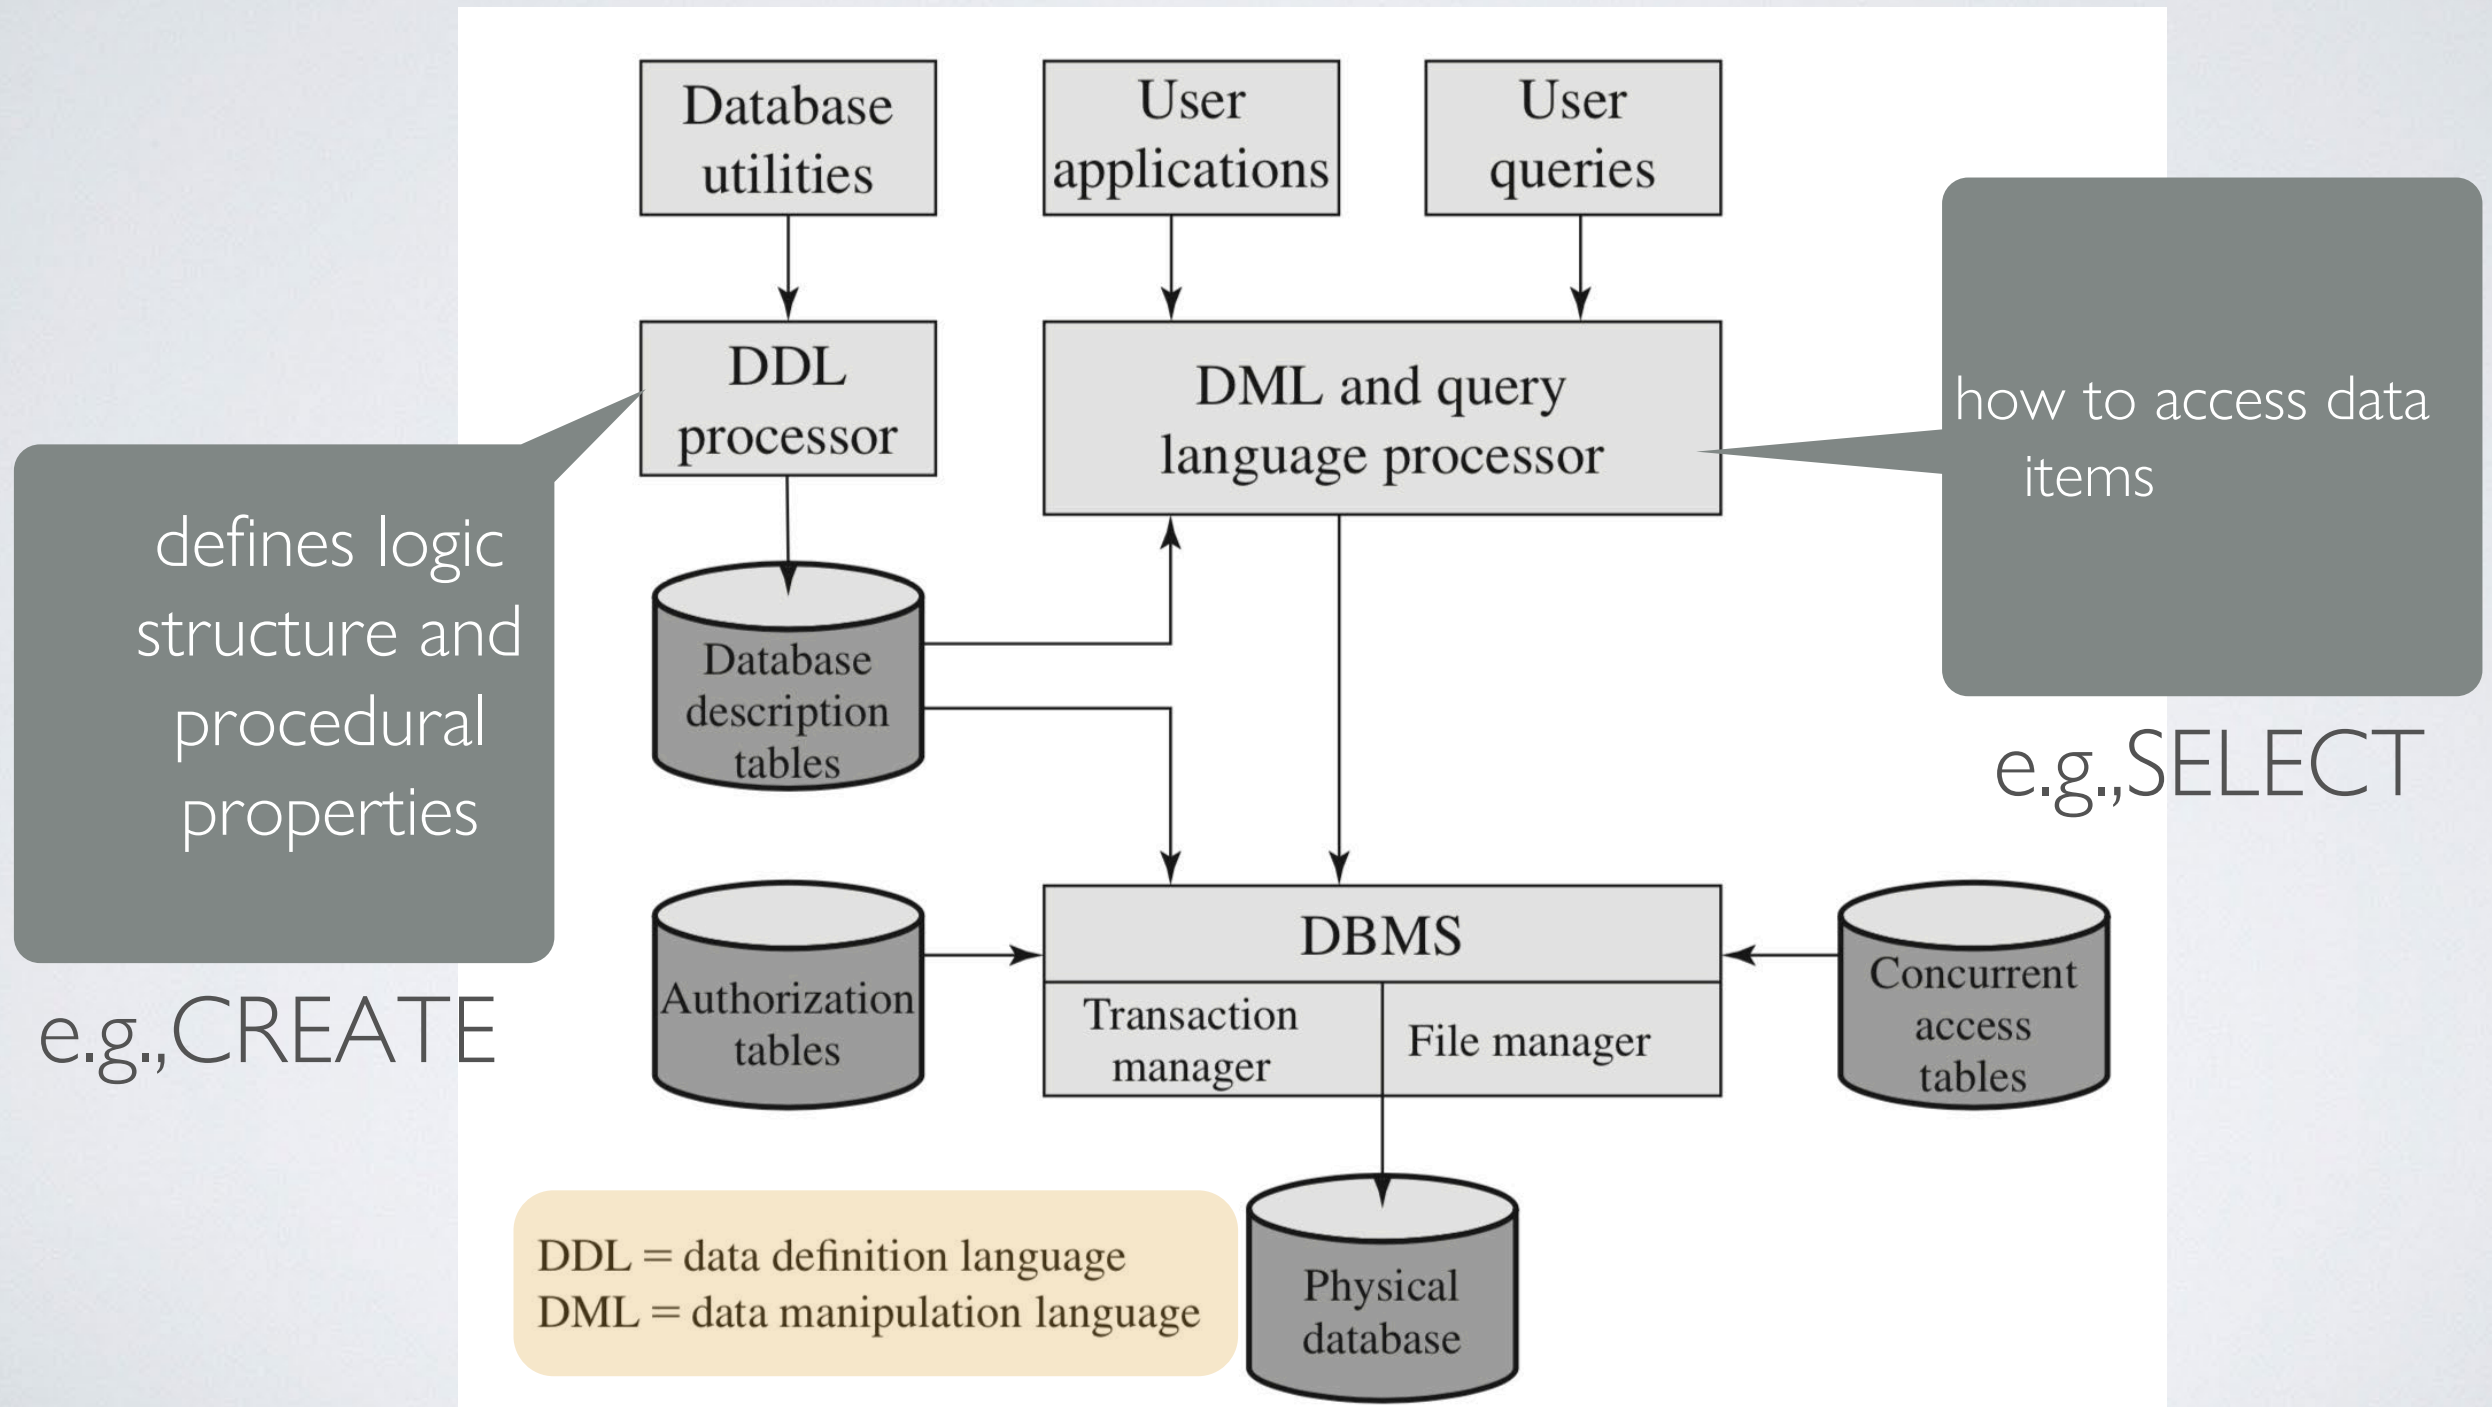 Database
utilities
User
applications
User
queries
DDL
processor
DML and query
language processor
how to access data
items
e.g.,SELECT
defines logic
structure and
procedural
properties
e.g.,CREATE
Database
description
tables
Authorization
tables
DBMS
Transaction
manager
File manager
Concurrent
access
tables
DDL = data definition language
DML = data manipulation language
Physical
database